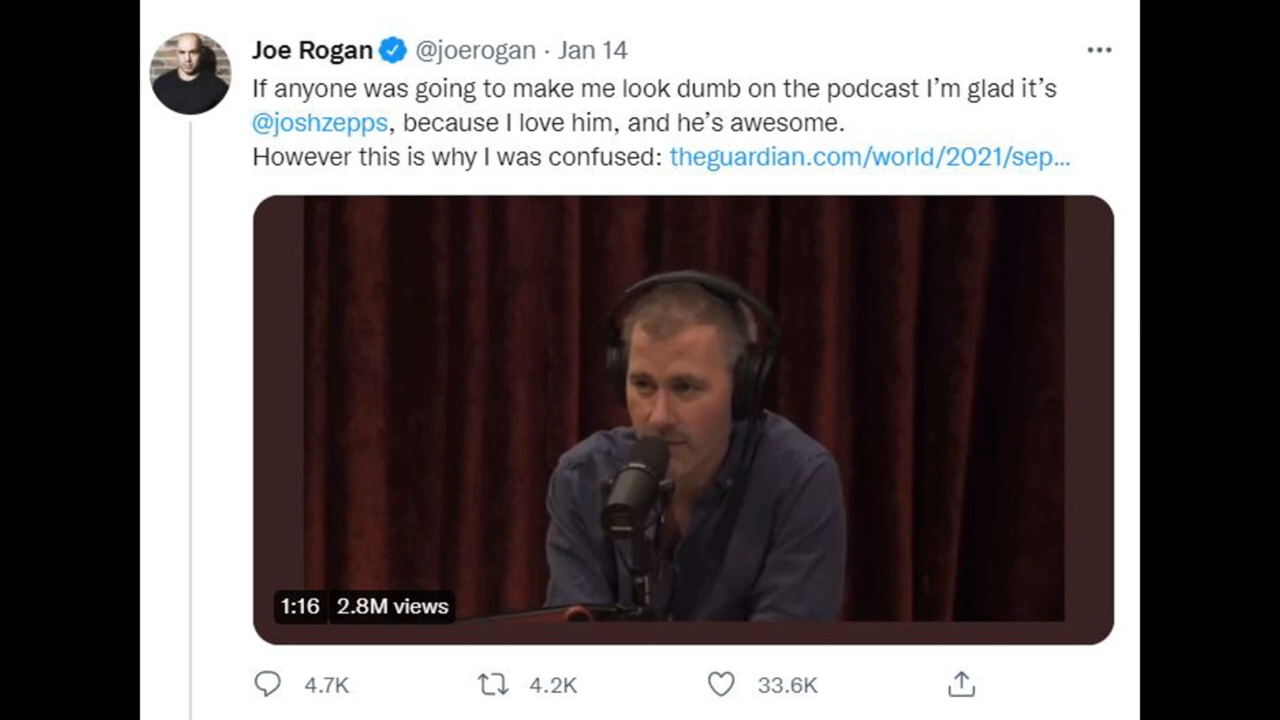 Joe Rogan @joerogan · Jan 14
If anyone was going to make me look dumb on the podcast I’m glad it’s
@joshzepps, because I love him, and he’s awesome.
However this is why I was confused: theguardian.com/world/2021/sep...
1:16 2.8M views
4.7K 4.2K 33.6K